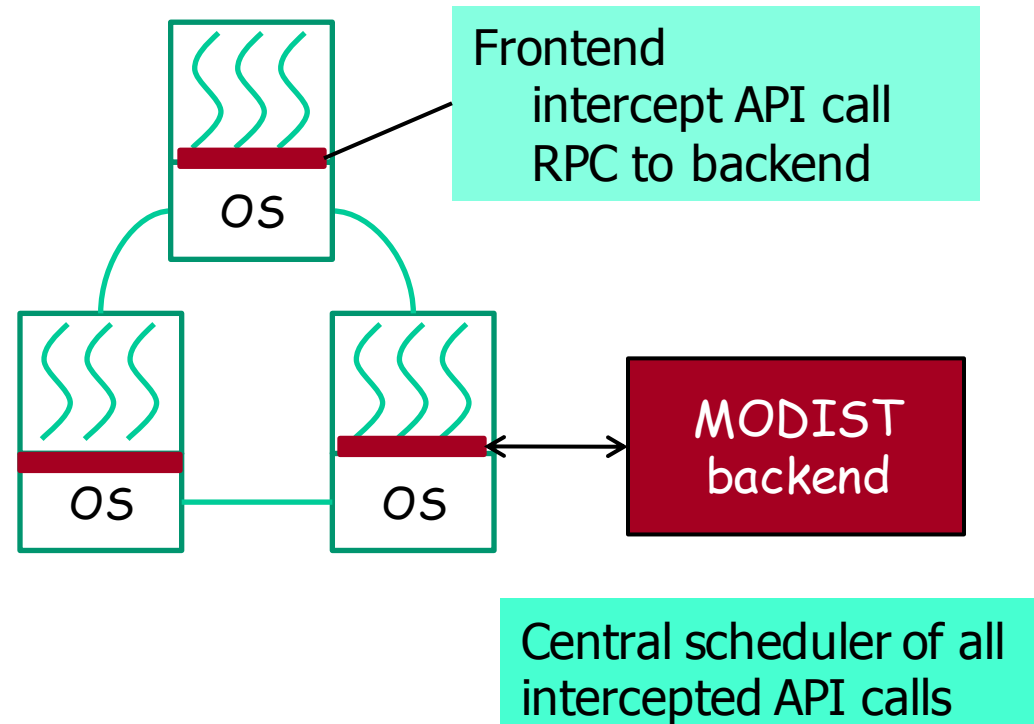 Frontend
intercept API call
RPC to backend
OS
OS
OS
MODIST
backend
Central scheduler of all
intercepted API calls